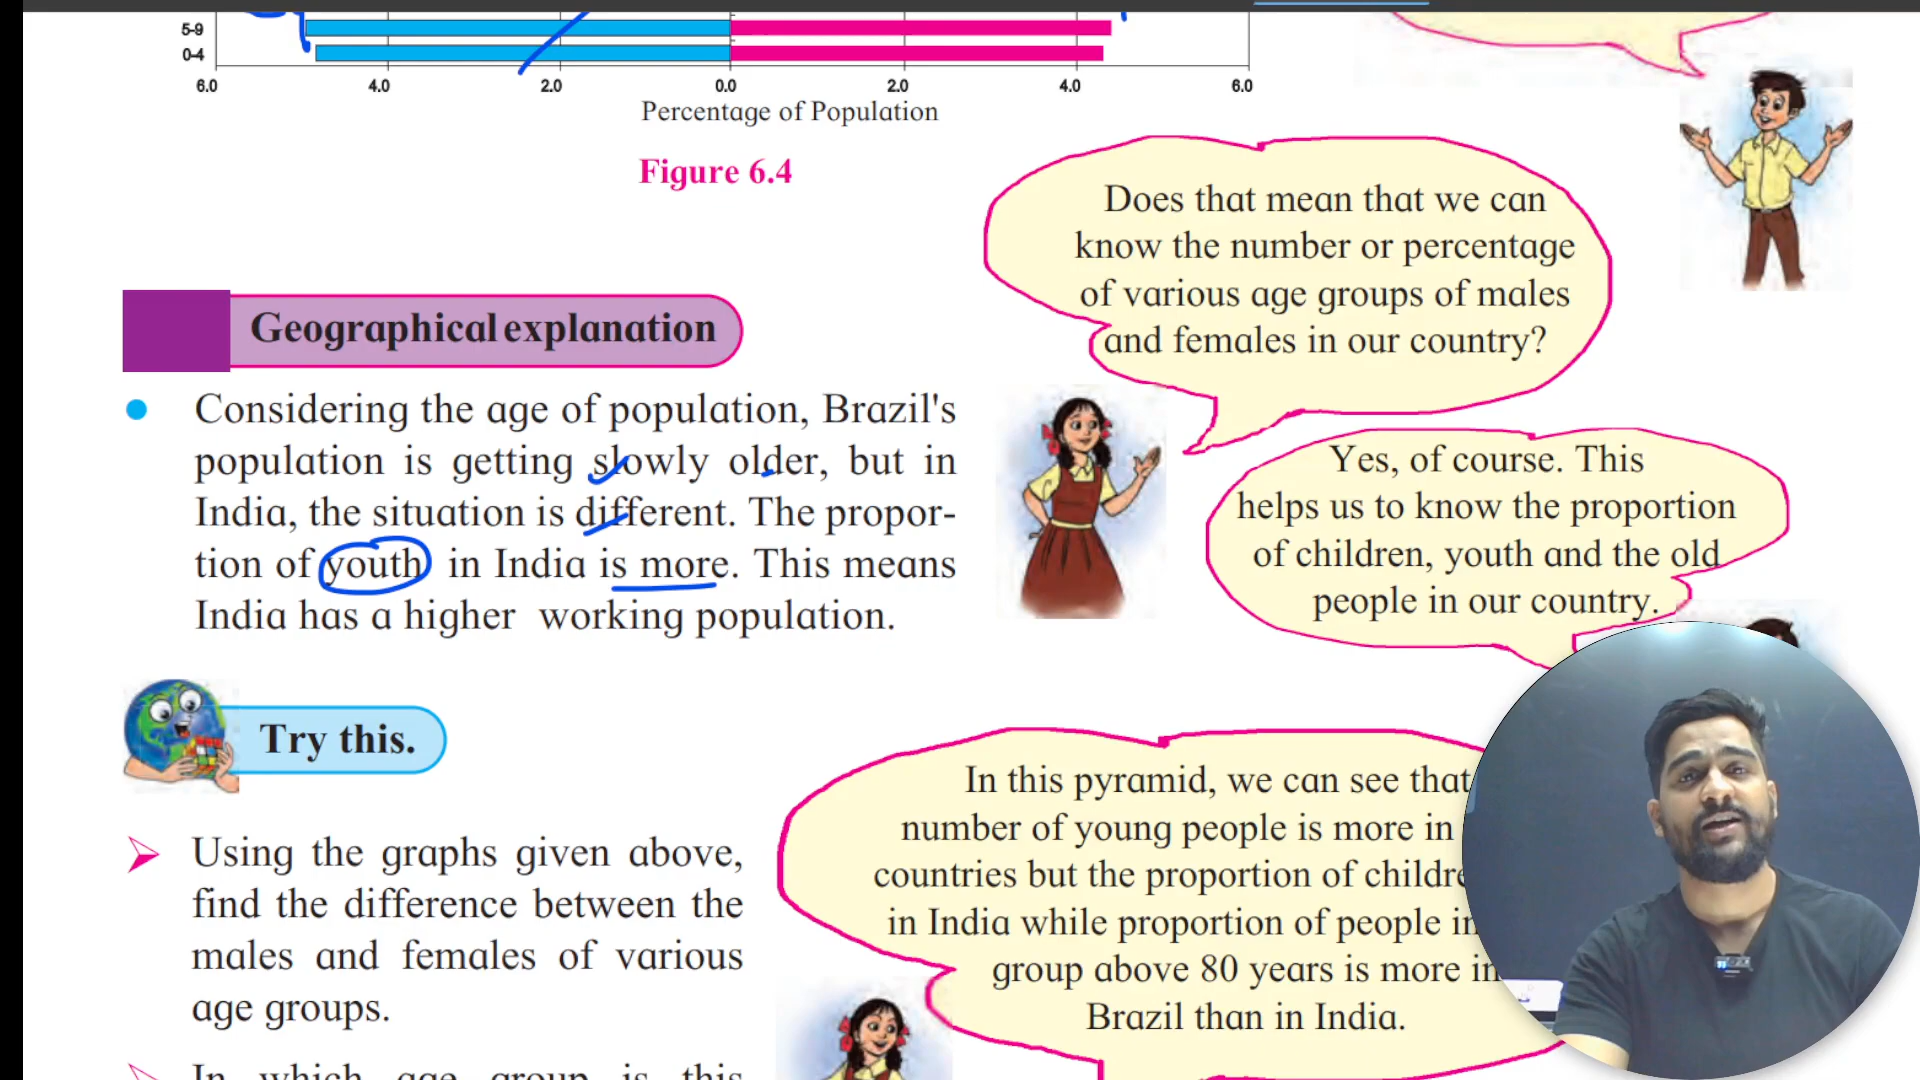 5-9
0-4
6.0 4.0 2.0 0.0 2.0 4.0 6.0
Percentage of Population
Figure 6.4
Does that mean that we can
know the number or percentage
of various age groups of males
and females in our country?
Geographical explanation
Considering the age of population, Brazil's
population is getting slowly older, but in
India, the situation is different. The propor-
tion of youth in India is more. This means
India has a higher working population.
Yes, of course. This
helps us to know the proportion
of children, youth and the old
people in our country.
Try this.
Using the graphs given above,
find the difference between the
males and females of various
age groups.
In which age group is this
In this pyramid, we can see that
number of young people is more in
countries but the proportion of
in India while proportion of people in
group above 80 years is more in
Brazil than in India.